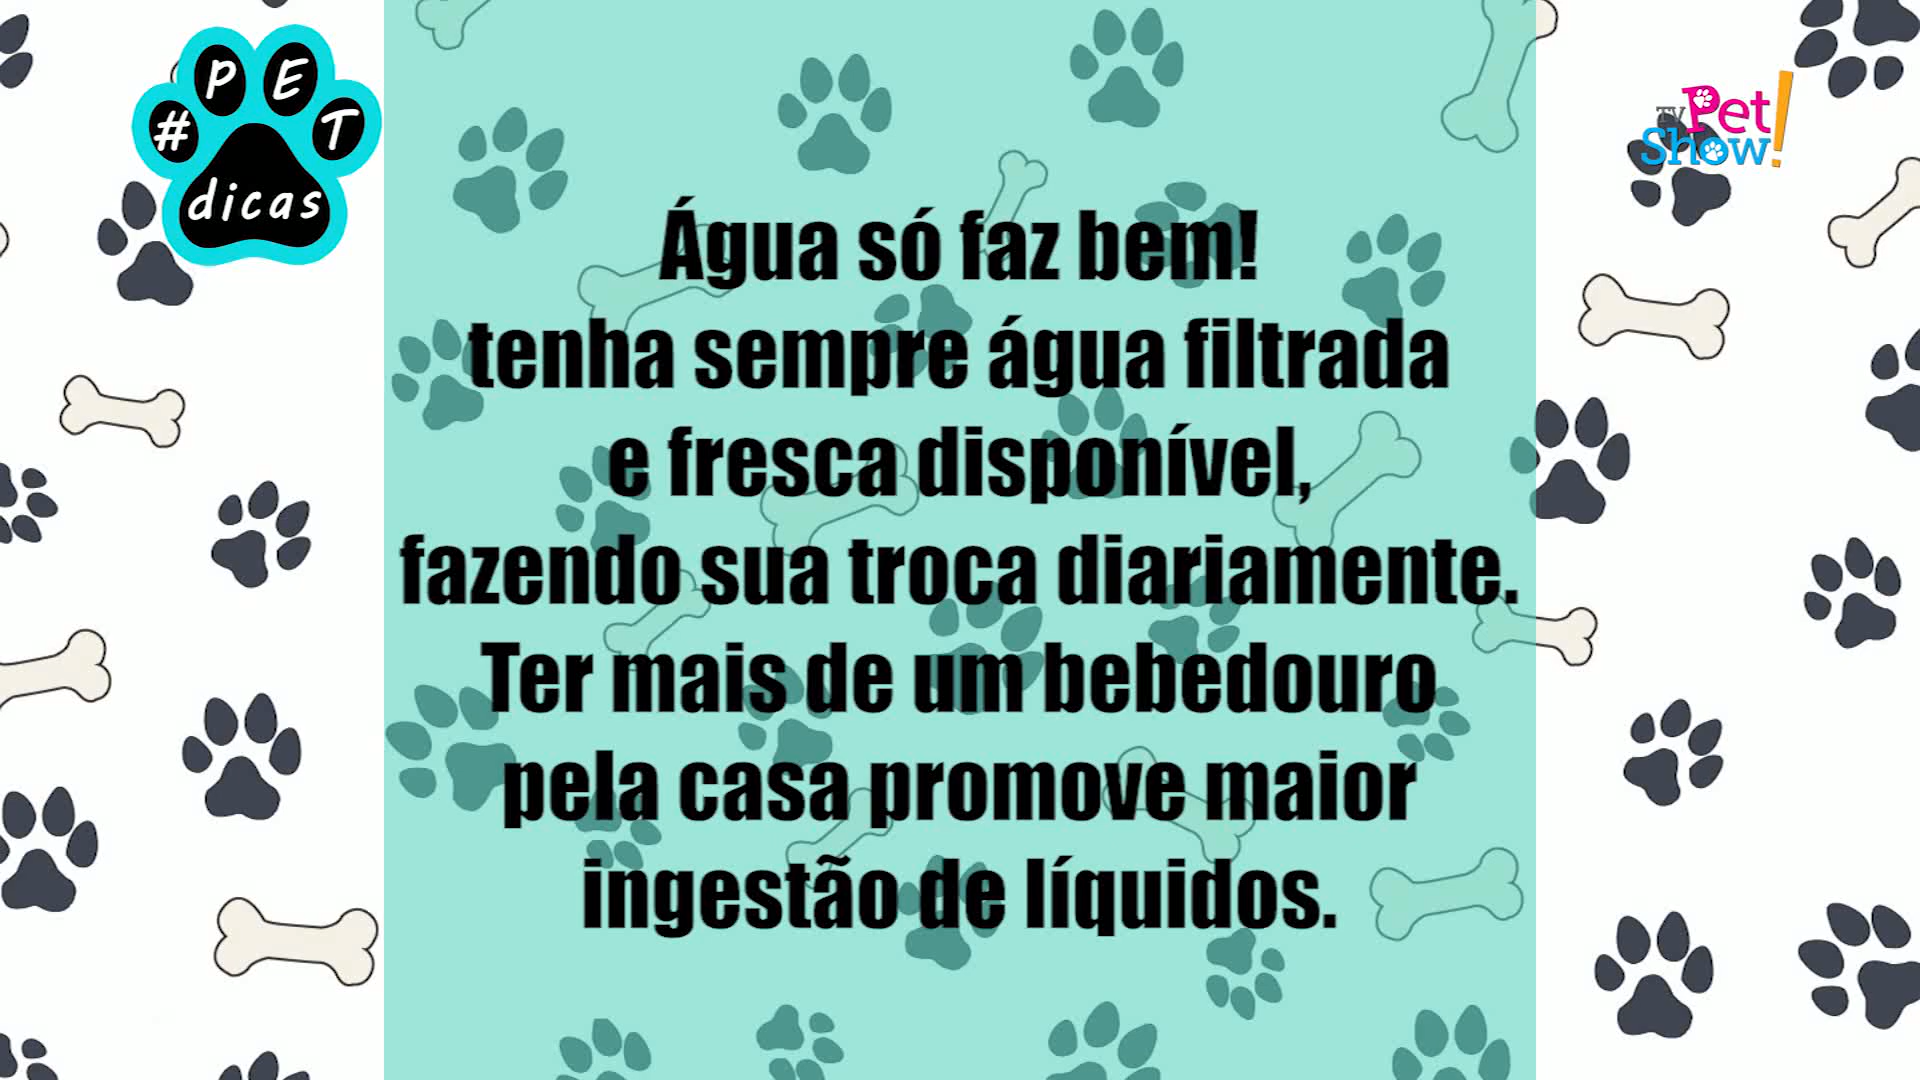 #PET
dicas
TV Pet
Show!
Água só faz bem!
tenha sempre água filtrada
e fresca disponível,
fazendo sua troca diariamente.
Ter mais de um bebedouro
pela casa promove maior
ingestão de líquidos.